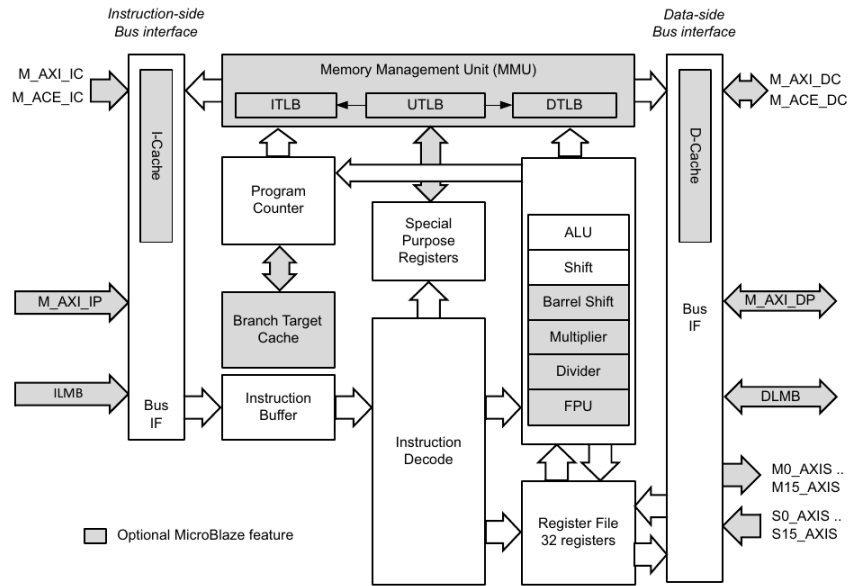 Instruction-side
Bus interface
Data-side
Bus interface
M_AXI_IC
M_ACE_IC
I-Cache
Memory Management Unit (MMU)
ITLB
UTLB
DTLB
D-Cache
M_AXI_DC
M_ACE_DC
Program
Counter
Special
Purpose
Registers
ALU
Shift
Barrel Shift
Multiplier
Divider
FPU
M_AXI_IP
Branch Target
Cache
Bus
IF
M_AXI_DP
ILMB
Bus
IF
Instruction
Buffer
Instruction
Decode
DLMB
Register File
32 registers
M0_AXIS ..
M15_AXIS
S0_AXIS ..
S15_AXIS
Optional MicroBlaze feature